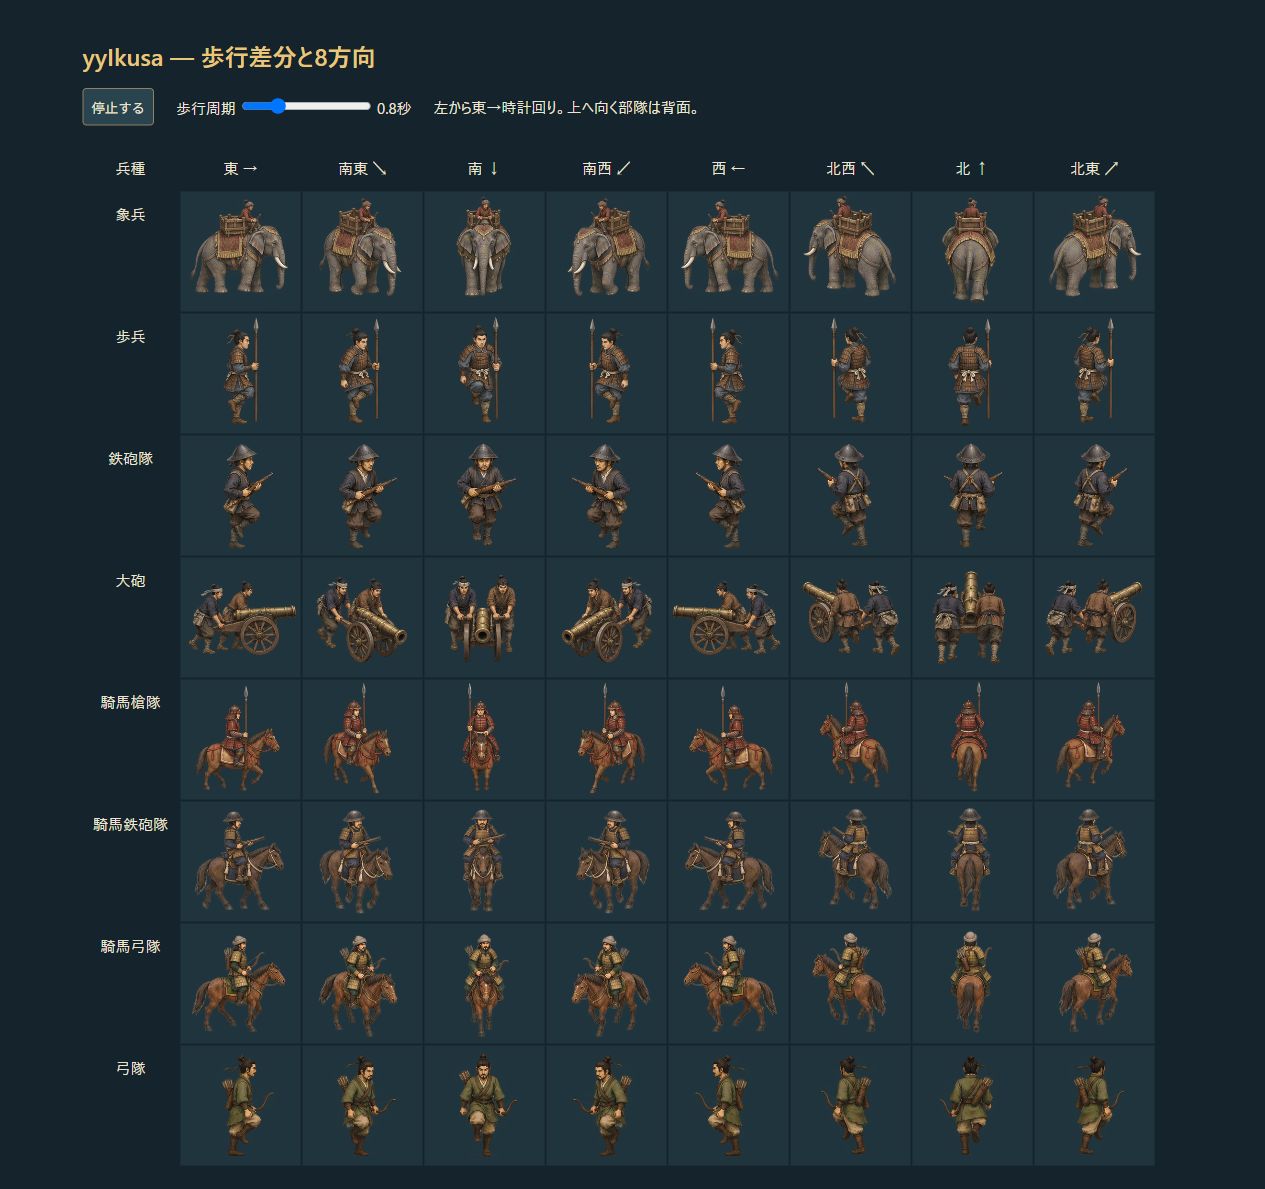 yyIkusa — 歩行差分と8方向
停止する 歩行周期 0.8秒 左から東→時計回り。上へ向く部隊は背面。
兵種 東 → 南東 ↘ 南 ↓ 南西 ↙ 西 ← 北西 ↖ 北 ↑ 北東 ↗
象兵
歩兵
鉄砲隊
大砲
騎馬槍隊
騎馬鉄砲隊
騎馬弓隊
弓隊